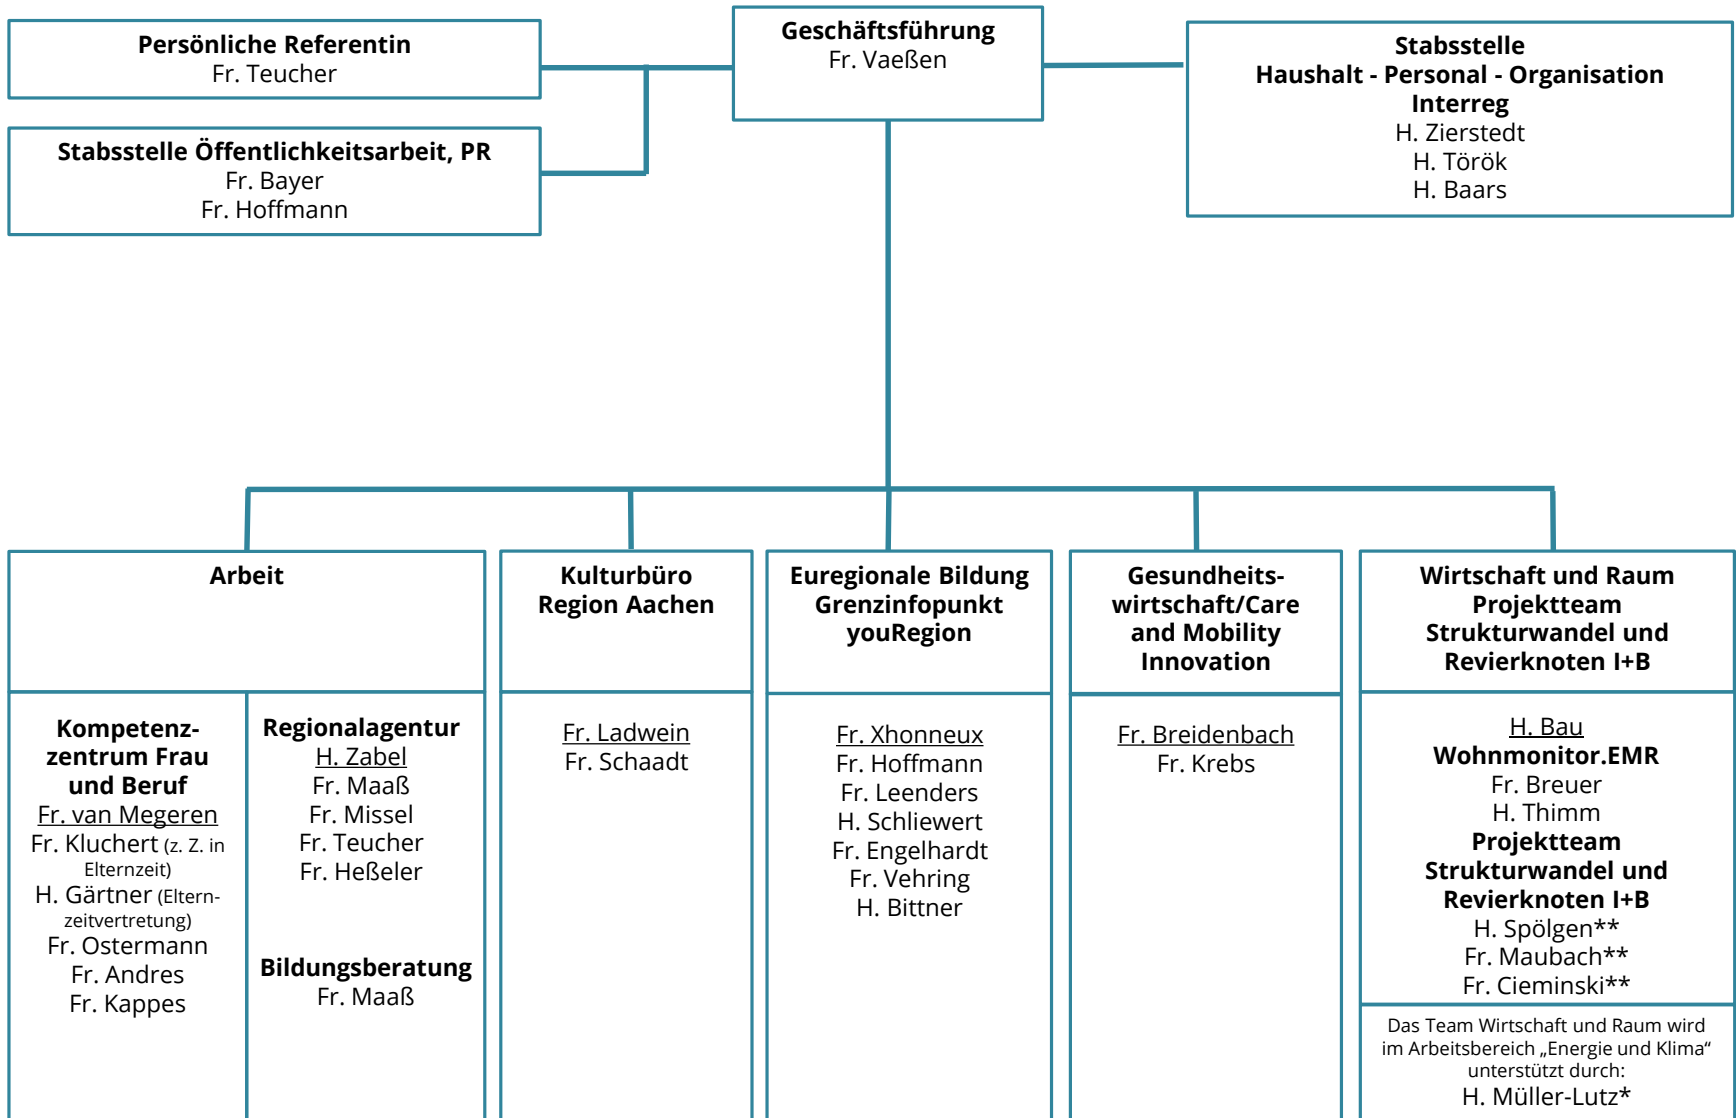 Persönliche Referentin
Fr. Teucher
Geschäftsführung
Fr. Vaeßen
Stabsstelle
Haushalt - Personal - Organisation
Interreg
H. Zierstedt
H. Török
H. Baars
Stabsstelle Öffentlichkeitsarbeit, PR
Fr. Bayer
Fr. Hoffmann
Arbeit
Kompetenz-
zentrum Frau
und Beruf
Fr. van Megeren
Fr. Kluchert (z. Z. in
Elternzeit)
H. Gärtner (Eltern-
zeitvertretung)
Fr. Ostermann
Fr. Andres
Fr. Kappes
Regionalagentur
H. Zabel
Fr. Maaß
Fr. Missel
Fr. Teucher
Fr. Heßeler
Bildungsberatung
Fr. Maaß
Kulturbüro
Region Aachen
Fr. Ladwein
Fr. Schaadt
Euregionale Bildung
Grenzinfopunkt
youRegion
Fr. Xhonneux
Fr. Hoffmann
Fr. Leenders
H. Schliewert
Fr. Engelhardt
Fr. Vehring
H. Bittner
Gesundheits-
wirtschaft/Care
and Mobility
Innovation
Fr. Breidenbach
Fr. Krebs
Wirtschaft und Raum
Projektteam
Strukturwandel und
Revierknoten I+B
H. Bau
Wohnmonitor.EMR
Fr. Breuer
H. Thimm
Projektteam
Strukturwandel und
Revierknoten I+B
H. Spölgen**
Fr. Maubach**
Fr. Cieminski**
Das Team Wirtschaft und Raum wird
im Arbeitsbereich „Energie und Klima“
unterstützt durch:
H. Müller-Lutz*